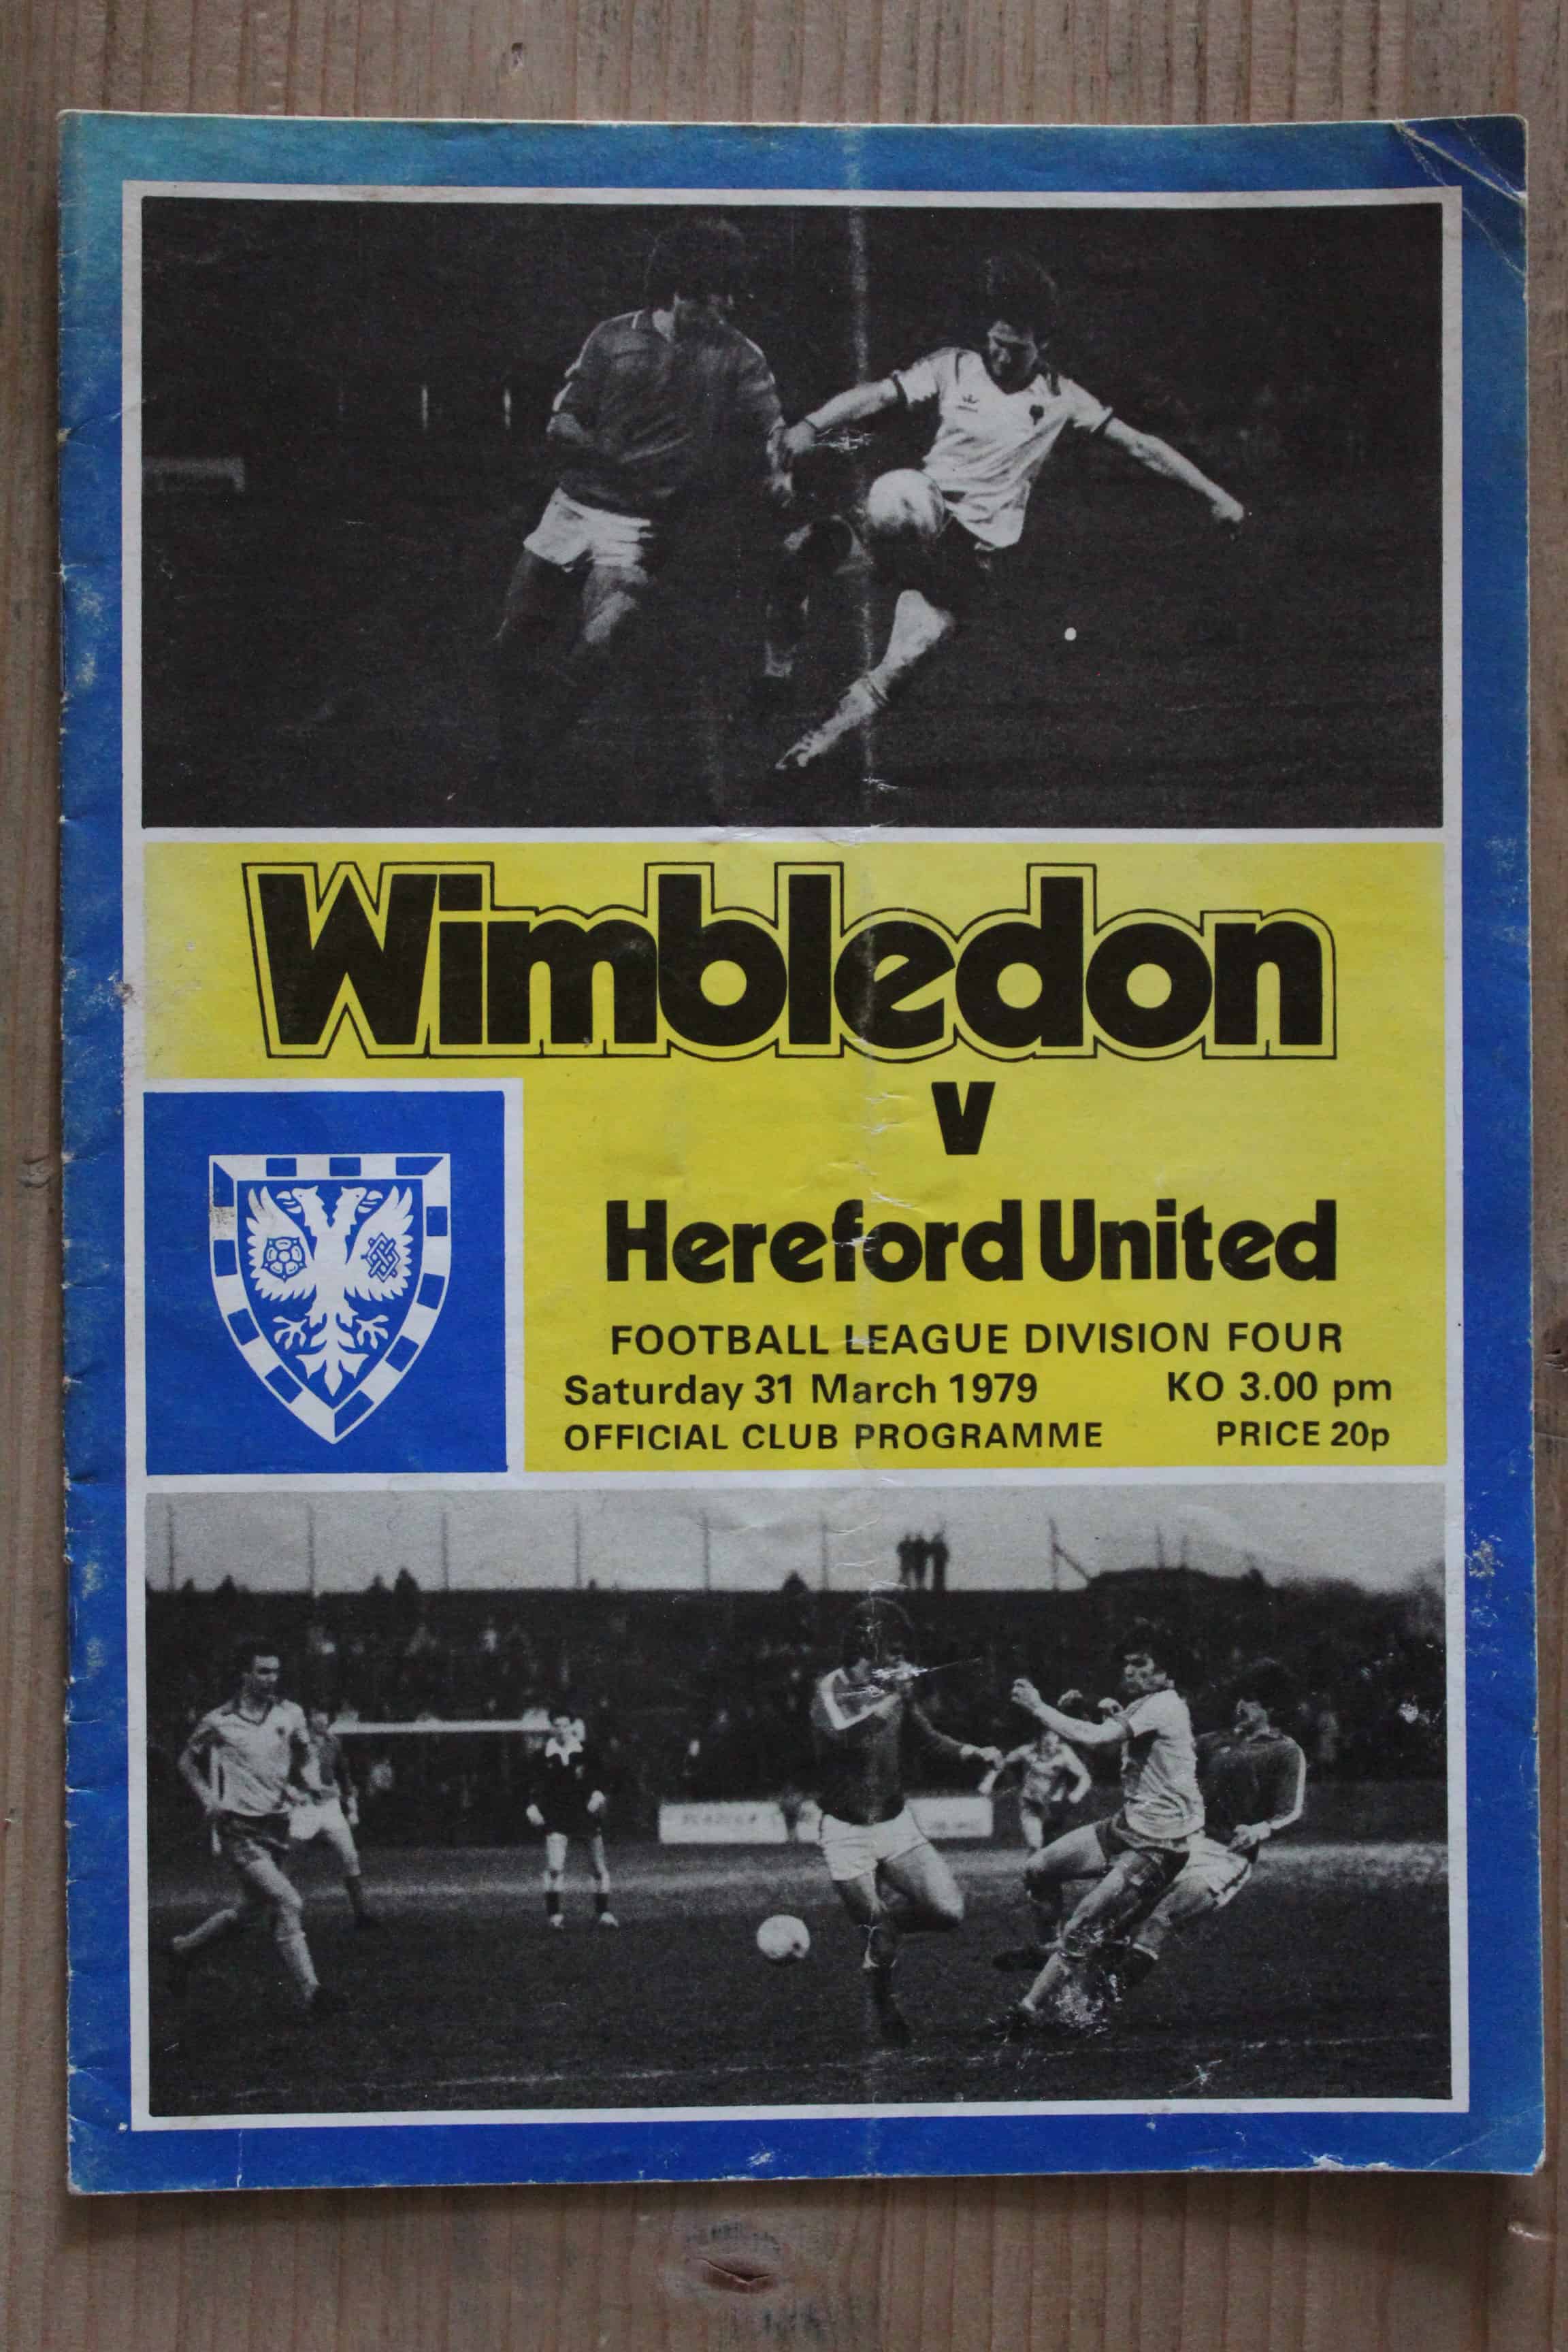 Wimbledon
v
Hereford United
FOOTBALL LEAGUE DIVISION FOUR
Saturday 31 March 1979 KO 3.00 pm
OFFICIAL CLUB PROGRAMME PRICE 20p